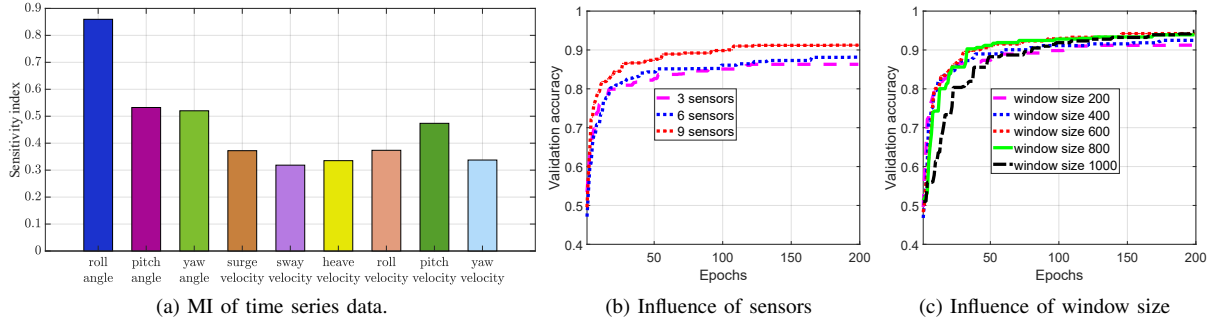 Sensitivity index
0.9
0.8
0.7
0.6
0.5
0.4
0.3
0.2
0.1
0
roll angle
pitch angle
yaw angle
surge velocity
sway velocity
heave velocity
roll velocity
pitch velocity
yaw velocity
(a) MI of time series data.
Validation accuracy
1
0.9
0.8
0.7
0.6
0.5
0.4
3 sensors
6 sensors
9 sensors
50 100 150 200
Epochs
(b) Influence of sensors
Validation accuracy
1
0.9
0.8
0.7
0.6
0.5
0.4
window size 200
window size 400
window size 600
window size 800
window size 1000
50 100 150 200
Epochs
(c) Influence of window size